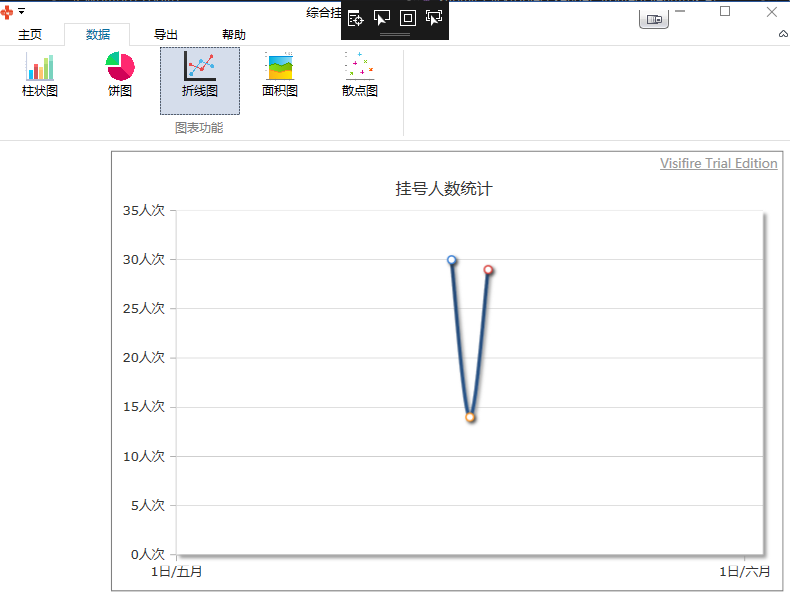 综合挂
主页 数据 导出 帮助
柱状图 饼图 折线图 面积图 散点图
图表功能
Visifire Trial Edition
挂号人数统计
35人次
30人次
25人次
20人次
15人次
10人次
5人次
0人次
1日/五月 1日/六月